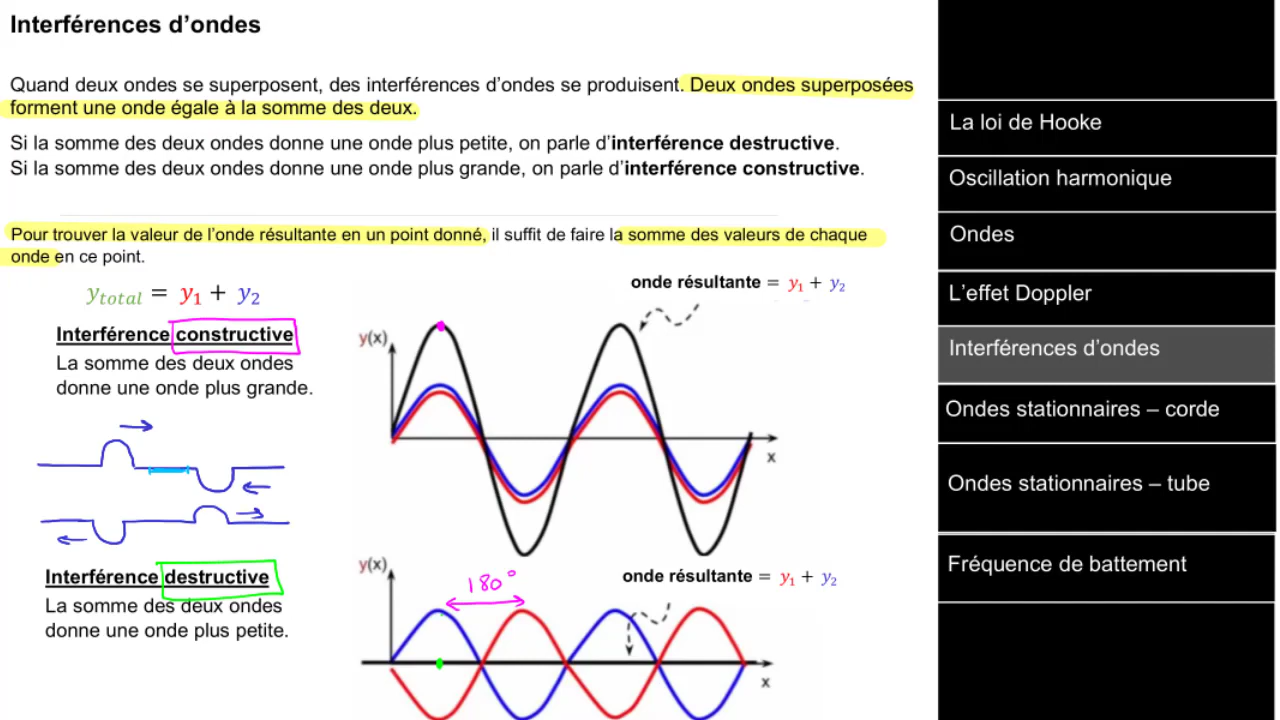 Interférences d’ondes
Quand deux ondes se superposent, des interférences d’ondes se produisent. Deux ondes superposées
forment une onde égale à la somme des deux.
Si la somme des deux ondes donne une onde plus petite, on parle d’interférence destructive.
Si la somme des deux ondes donne une onde plus grande, on parle d’interférence constructive.
Pour trouver la valeur de l’onde résultante en un point donné, il suffit de faire la somme des valeurs de chaque
onde en ce point.
y_total = y₁ + y₂
Interférence constructive
La somme des deux ondes
donne une onde plus grande.
onde résultante = y₁ + y₂
y(x)
x
Interférence destructive
La somme des deux ondes
donne une onde plus petite.
y(x)
180°
onde résultante = y₁ + y₂
x
La loi de Hooke
Oscillation harmonique
Ondes
L’effet Doppler
Interférences d’ondes
Ondes stationnaires – corde
Ondes stationnaires – tube
Fréquence de battement